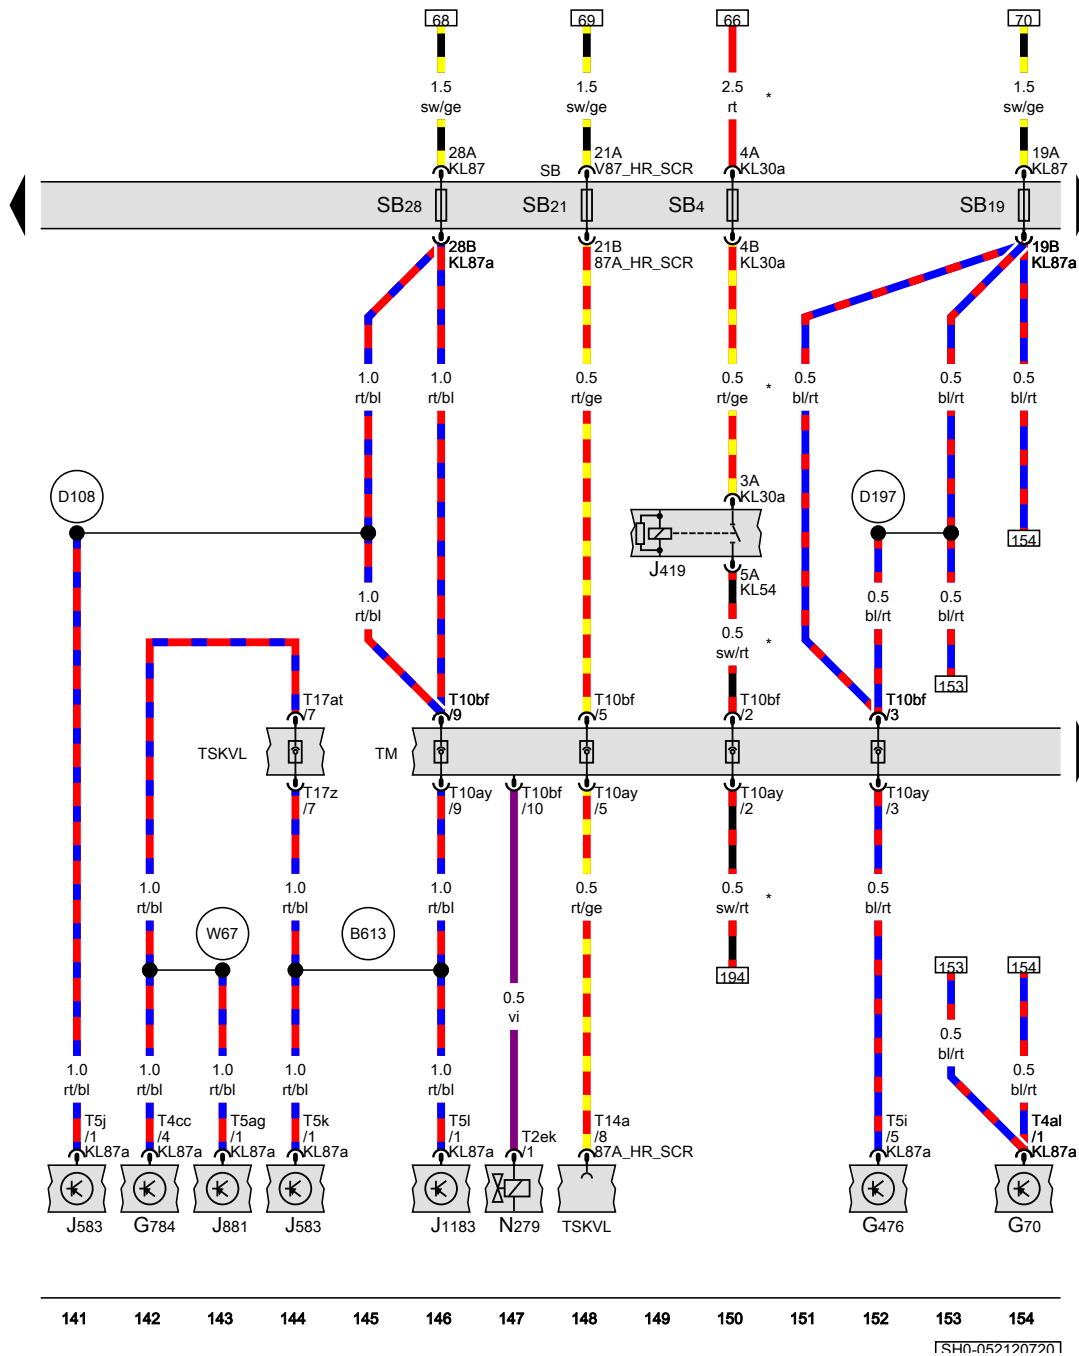 68 69 66 70
1.5 1.5 2.5 1.5
sw/ge sw/ge rt * sw/ge
28A 21A 4A 19A
KL87 SB V87_HR_SCR KL30a KL87
SB28 SB21 SB4 SB19
28B 21B 4B 19B
KL87a 87A_HR_SCR KL30a KL87a
1.0 1.0 0.5 0.5 0.5 0.5 0.5
rt/bl rt/bl rt/ge rt/ge * bl/rt bl/rt bl/rt
3A
D108 KL30a D197
154
J419 5A
KL54
1.0 0.5 0.5
rt/bl bl/rt bl/rt
0.5
sw/rt *
153
T17at T10bf T10bf T10bf T10bf
/7 /9 /5 /2 /3
TSKVL TM
T17z T10ay T10bf T10ay T10ay T10ay
/7 /9 /10 /5 /2 /3
1.0 1.0 1.0 0.5 0.5 0.5
rt/bl rt/bl rt/bl rt/ge sw/rt * bl/rt
W67 B613
194 153 154
0.5
vi
0.5
bl/rt
1.0 1.0 1.0 1.0 1.0 0.5
rt/bl rt/bl rt/bl rt/bl rt/bl bl/rt
T5j T4cc T5ag T5k T5l T2ek T14a T5i T4al
/1 /4 /1 /1 /1 /1 /8 /5 /1
KL87a KL87a KL87a KL87a KL87a 87A_HR_SCR KL87a KL87a
J583 G784 J881 J583 J1183 N279 TSKVL G476 G70
141 142 143 144 145 146 147 148 149 150 151 152 153 154
SH0-052120720